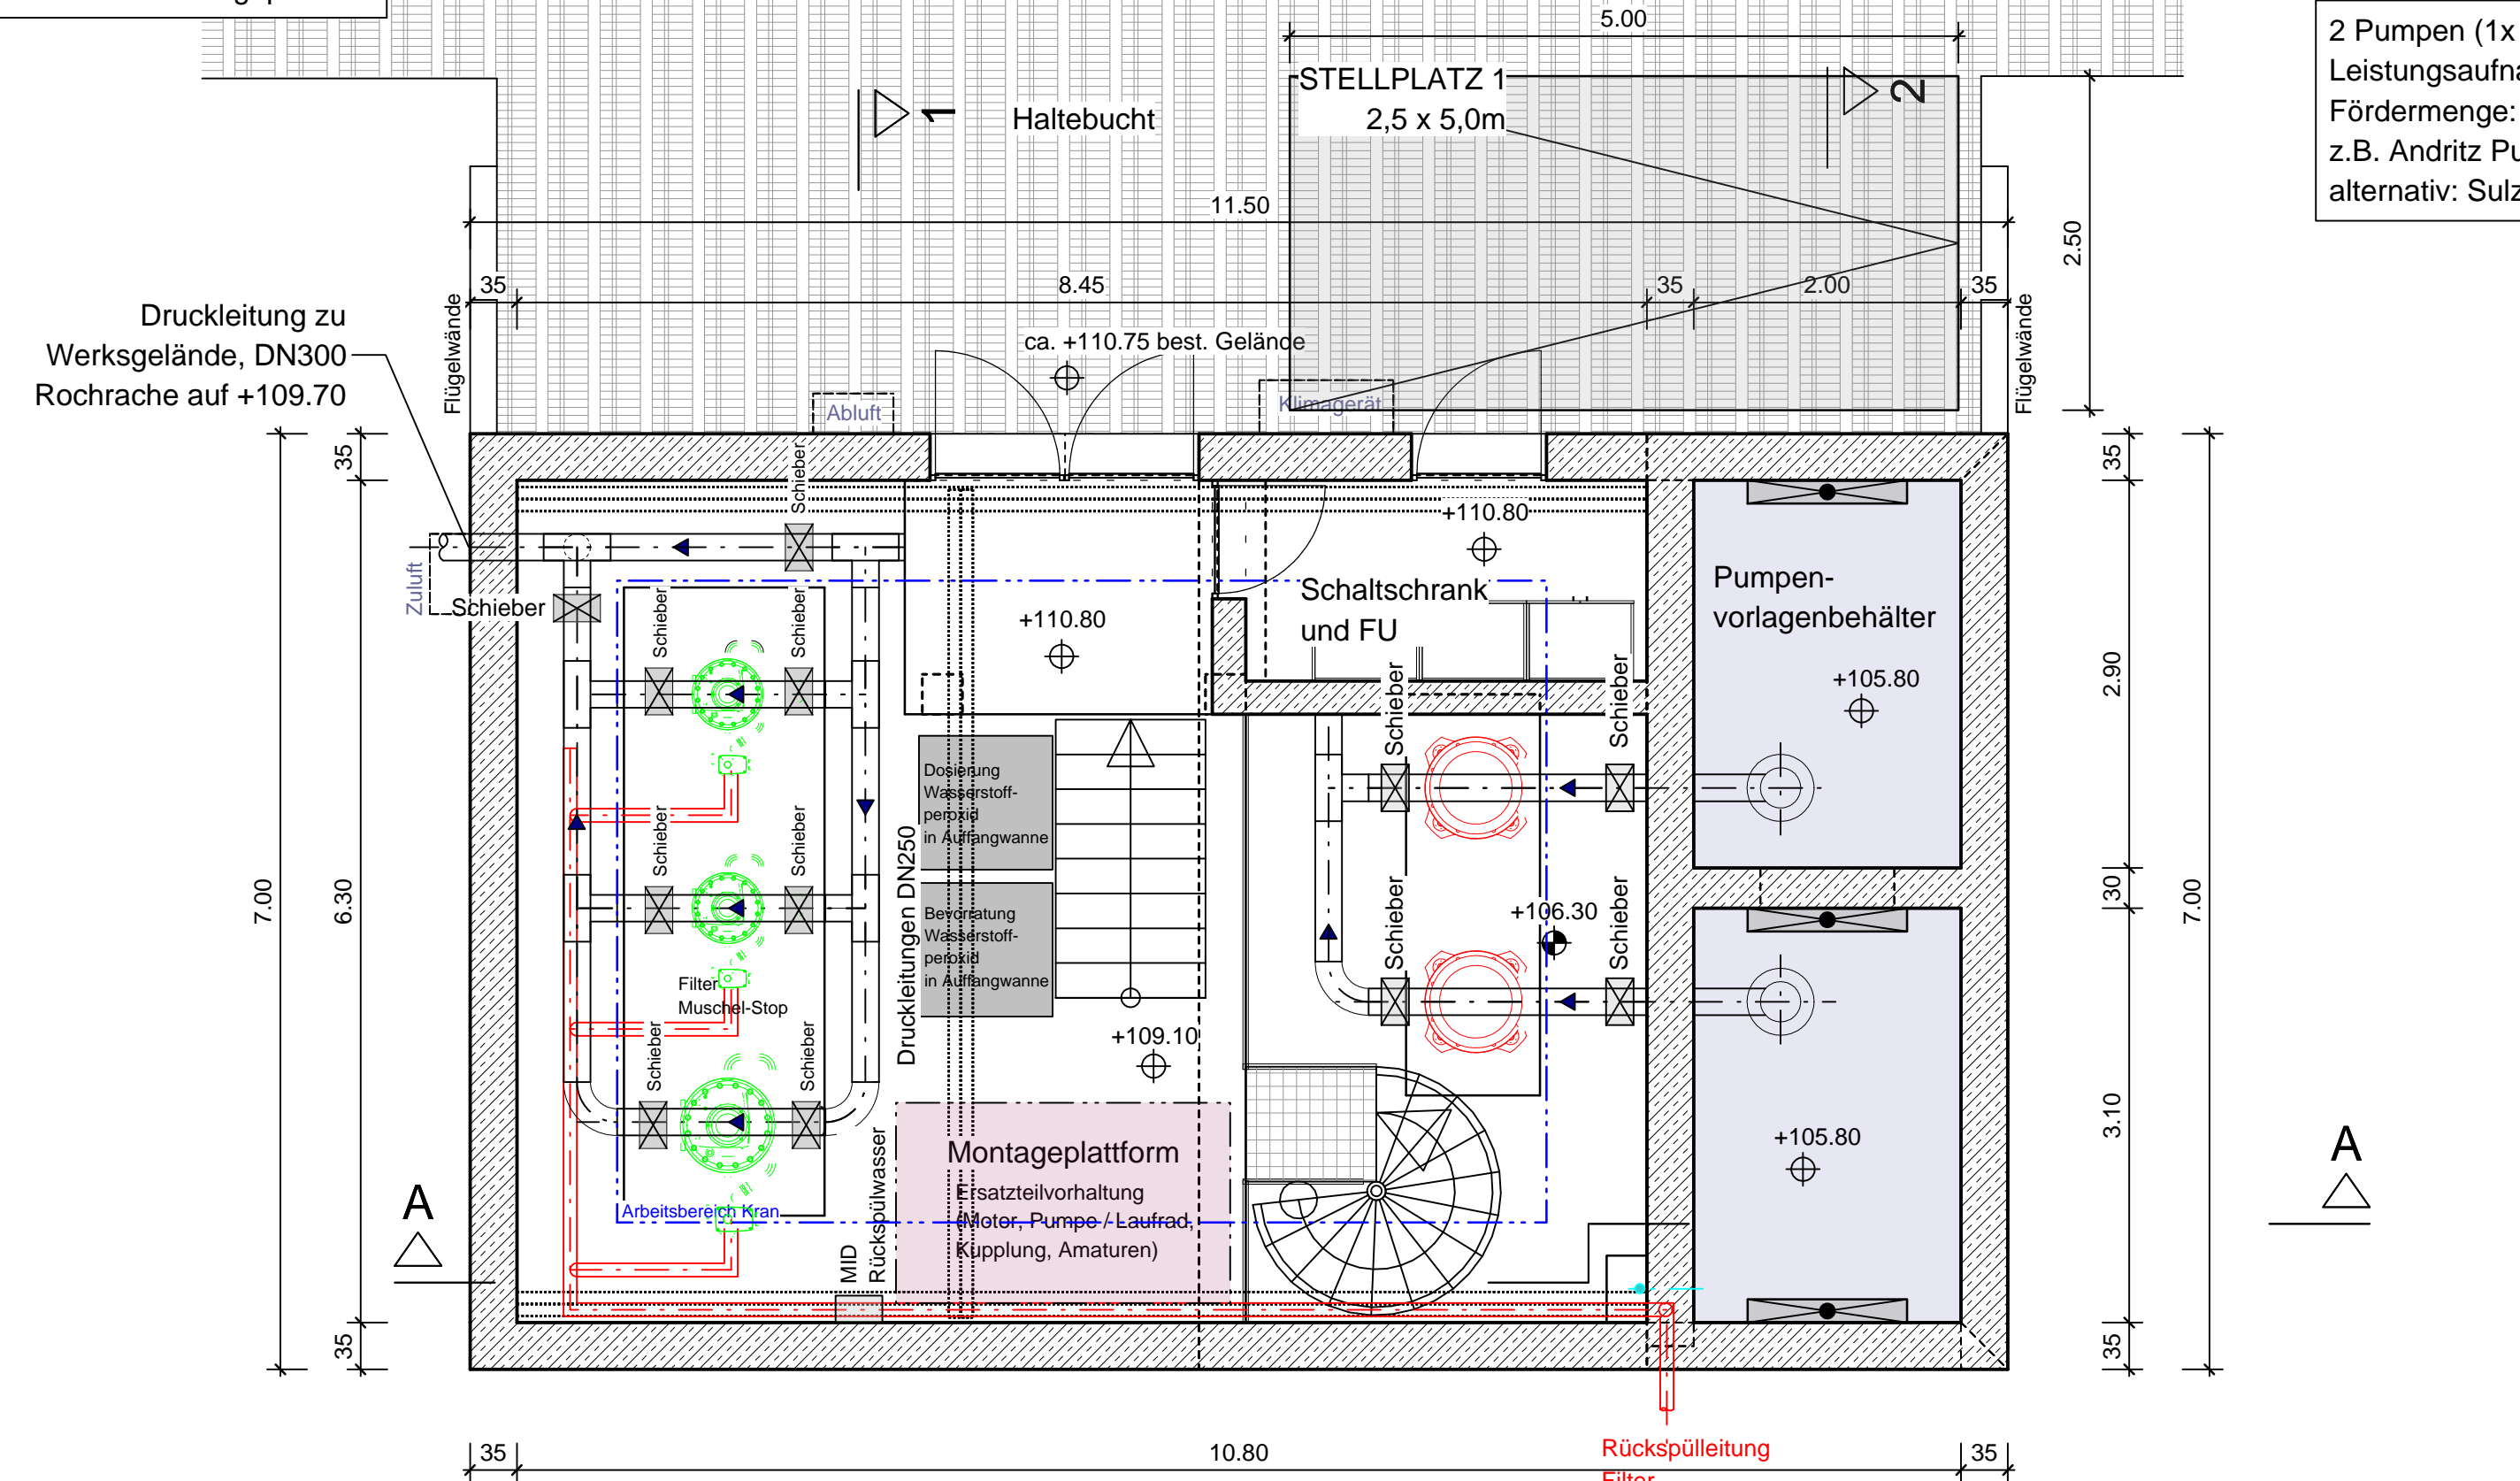 5.00
2 Pumpen (1x
Fördermenge:
alternativ:
z.B. Andritz
STELLPLATZ 1
2,5 x 5,0m
1
2
Haltebucht
11.50
2.50
35
8.45
35
2.00
35
Druckleitung zu
Werksgelände, DN300
Rochrache auf +109.70
Flügelwände
Flügelwände
ca. +110.75 best. Gelände
Abluft
Klimagerät
35
35
Schieber
+110.80
Zuluft
Schieber
Schieber
Schieber
+110.80
Schaltschrank
und FU
Pumpen-
vorlagenbehälter
+105.80
2.90
Schieber
Schieber
Dosierung
Wasserstoff-
peroxid
in Auffangwanne
Schieber
Schieber
Druckleitungen DN250
7.00
6.30
Bevorratung
Wasserstoff-
peroxid
in Auffangwanne
Schieber
+106.30
Schieber
30
7.00
Filter
Muschel-Stop
Schieber
Schieber
+109.10
3.10
+105.80
Montageplattform
Ersatzteilvorhaltung
(Motor, Pumpe / Laufrad,
Kupplung, Amaturen)
Arbeitsbereich Kran
MID
Rückspülwasser
A
A
35
35
35
10.80
35
Rückspülleitung
Filter